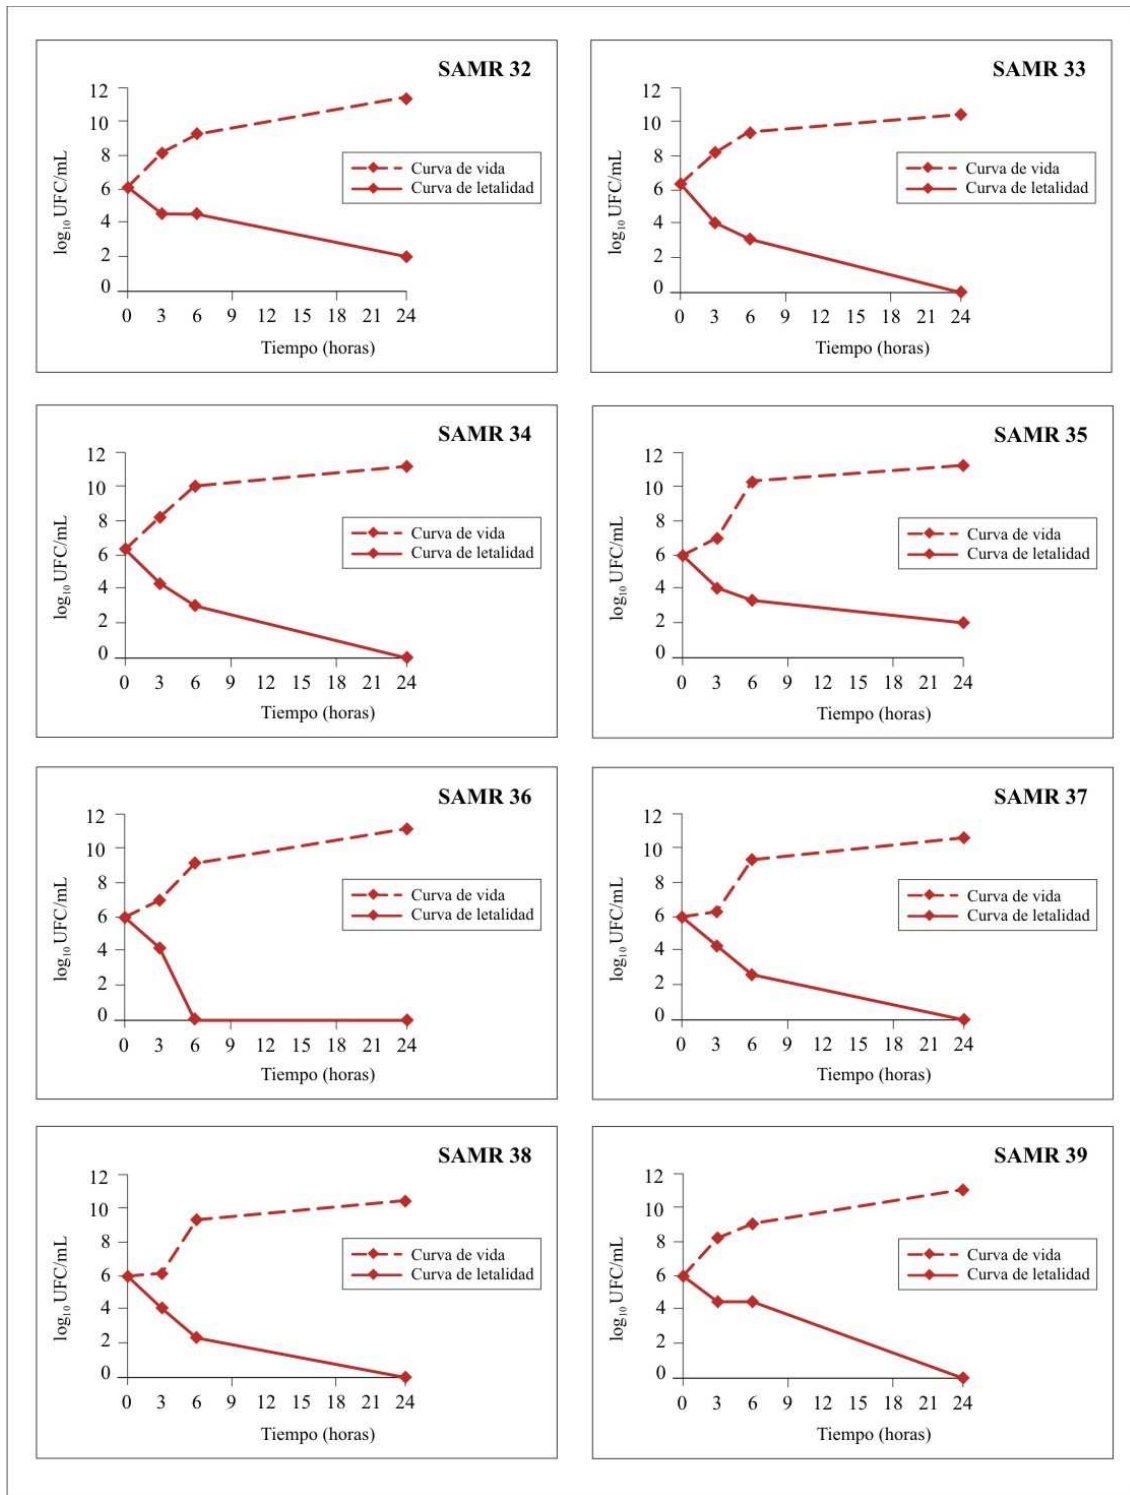 SAMR 32
12
10
8
6
4
2
0
log₁₀ UFC/mL
Curva de vida
Curva de letalidad
0 3 6 9 12 15 18 21 24
Tiempo (horas)
SAMR 33
12
10
8
6
4
2
0
log₁₀ UFC/mL
Curva de vida
Curva de letalidad
0 3 6 9 12 15 18 21 24
Tiempo (horas)
SAMR 34
12
10
8
6
4
2
0
log₁₀ UFC/mL
Curva de vida
Curva de letalidad
0 3 6 9 12 15 18 21 24
Tiempo (horas)
SAMR 35
12
10
8
6
4
2
0
log₁₀ UFC/mL
Curva de vida
Curva de letalidad
0 3 6 9 12 15 18 21 24
Tiempo (horas)
SAMR 36
12
10
8
6
4
2
0
log₁₀ UFC/mL
Curva de vida
Curva de letalidad
0 3 6 9 12 15 18 21 24
Tiempo (horas)
SAMR 37
12
10
8
6
4
2
0
log₁₀ UFC/mL
Curva de vida
Curva de letalidad
0 3 6 9 12 15 18 21 24
Tiempo (horas)
SAMR 38
12
10
8
6
4
2
0
log₁₀ UFC/mL
Curva de vida
Curva de letalidad
0 3 6 9 12 15 18 21 24
Tiempo (horas)
SAMR 39
12
10
8
6
4
2
0
log₁₀ UFC/mL
Curva de vida
Curva de letalidad
0 3 6 9 12 15 18 21 24
Tiempo (horas)